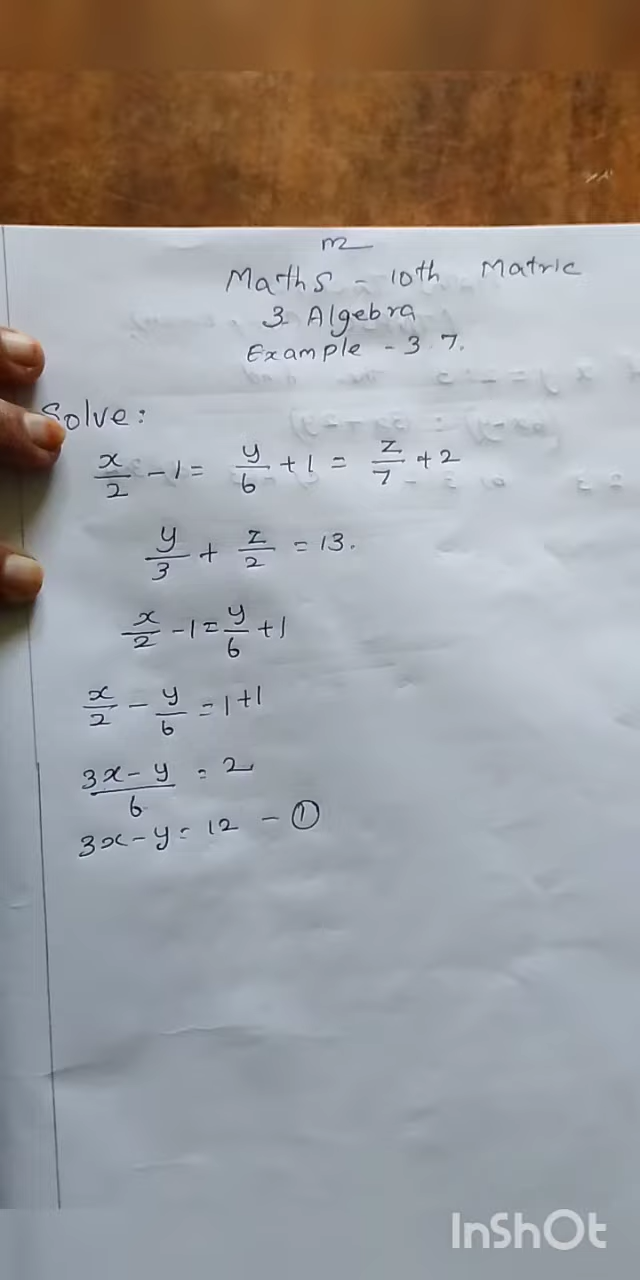 m2
Maths - 10th Matric
3 Algebra
Example - 3.7.
Solve:
x/2 - 1 = y/6 + 1 = z/7 + 2
y/3 + z/2 = 13.
x/2 - 1 = y/6 + 1
x/2 - y/6 = 1+1
3x - y/6 = 2
3x - y = 12 - ①
InShOt